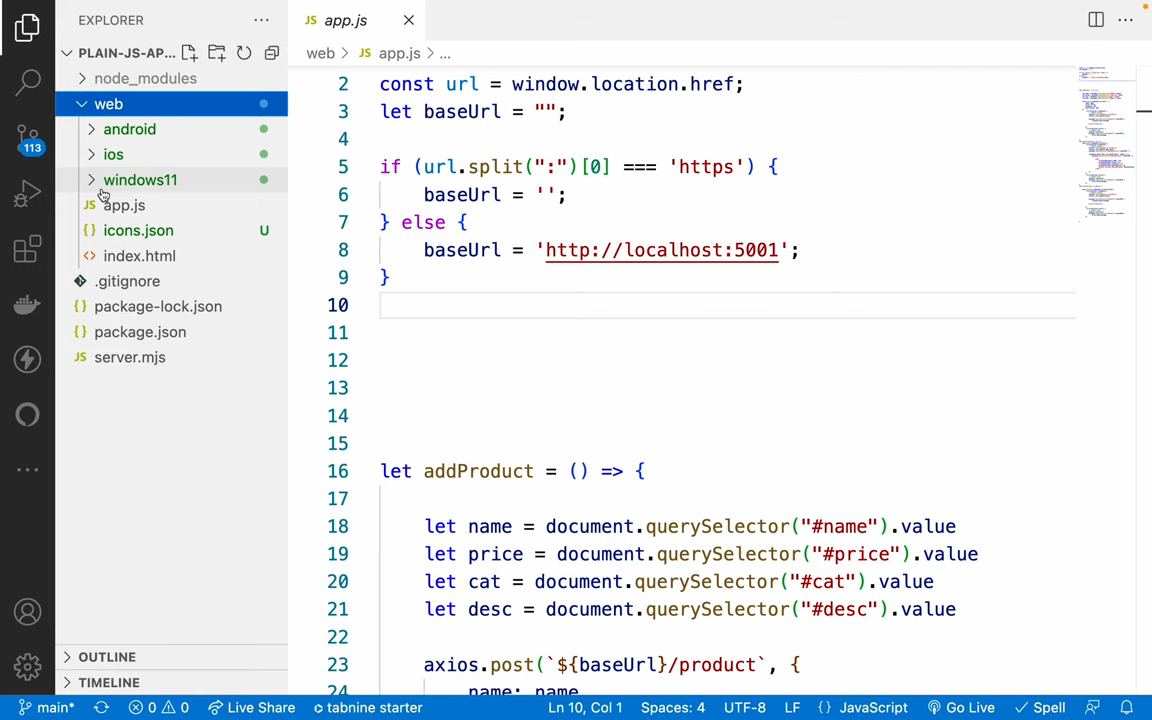 EXPLORER
PLAIN-JS-AP...
node_modules
web
android
ios
windows11
JS app.js
{} icons.json U
<> index.html
.gitignore
{} package-lock.json
{} package.json
JS server.mjs
OUTLINE
TIMELINE
113
JS app.js
web > JS app.js > ...
2 const url = window.location.href;
3 let baseUrl = "";
4
5 if (url.split(":")[0] === 'https') {
6 baseUrl = '';
7 } else {
8 baseUrl = 'http://localhost:5001';
9 }
10
11
12
13
14
15
16 let addProduct = () => {
17
18 let name = document.querySelector("#name").value
19 let price = document.querySelector("#price").value
20 let cat = document.querySelector("#cat").value
21 let desc = document.querySelector("#desc").value
22
23 axios.post(`${baseUrl}/product`, {
24 name: name
main* 0 0 Live Share tabnine starter Ln 10, Col 1 Spaces: 4 UTF-8 LF {} JavaScript Go Live Spell